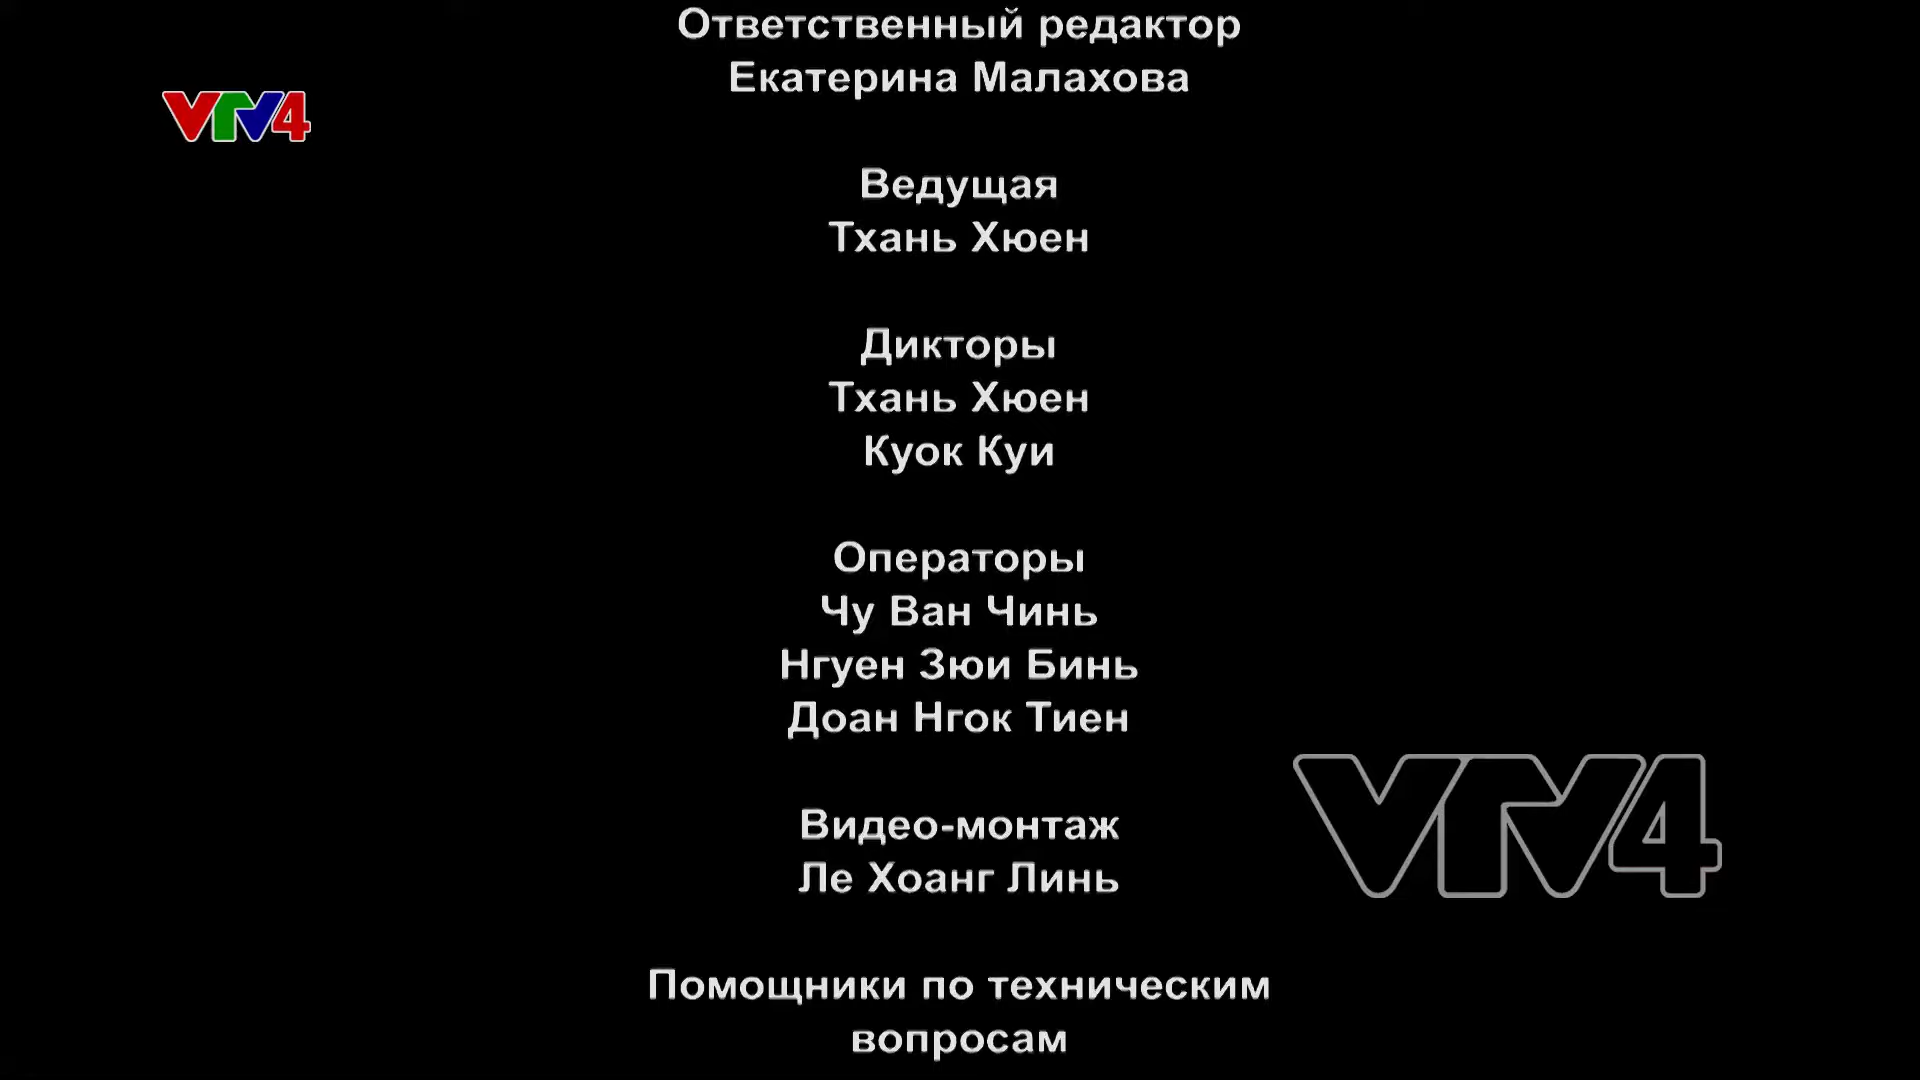 Ответственный редактор
Екатерина Малахова
VTV4
Ведущая
Тхань Хюен
Дикторы
Тхань Хюен
Куок Куи
Операторы
Чу Ван Чинь
Нгуен Зюи Бинь
Доан Нгок Тиен
Видео-монтаж
Ле Хоанг Линь
VTV4
Помощники по техническим
вопросам